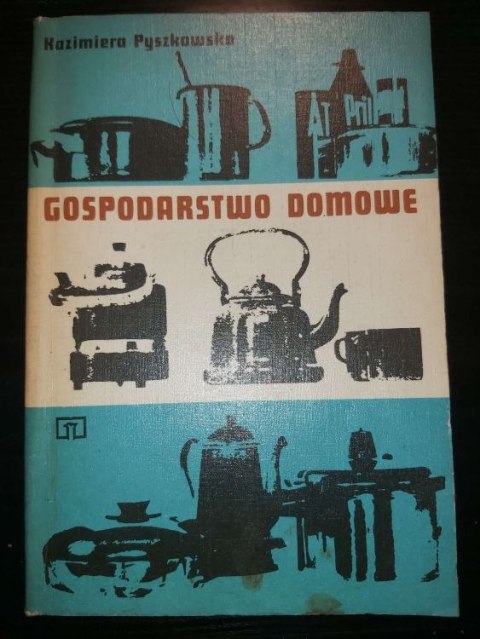 Kazimiera Pyszkowska
GOSPODARSTWO DOMOWE